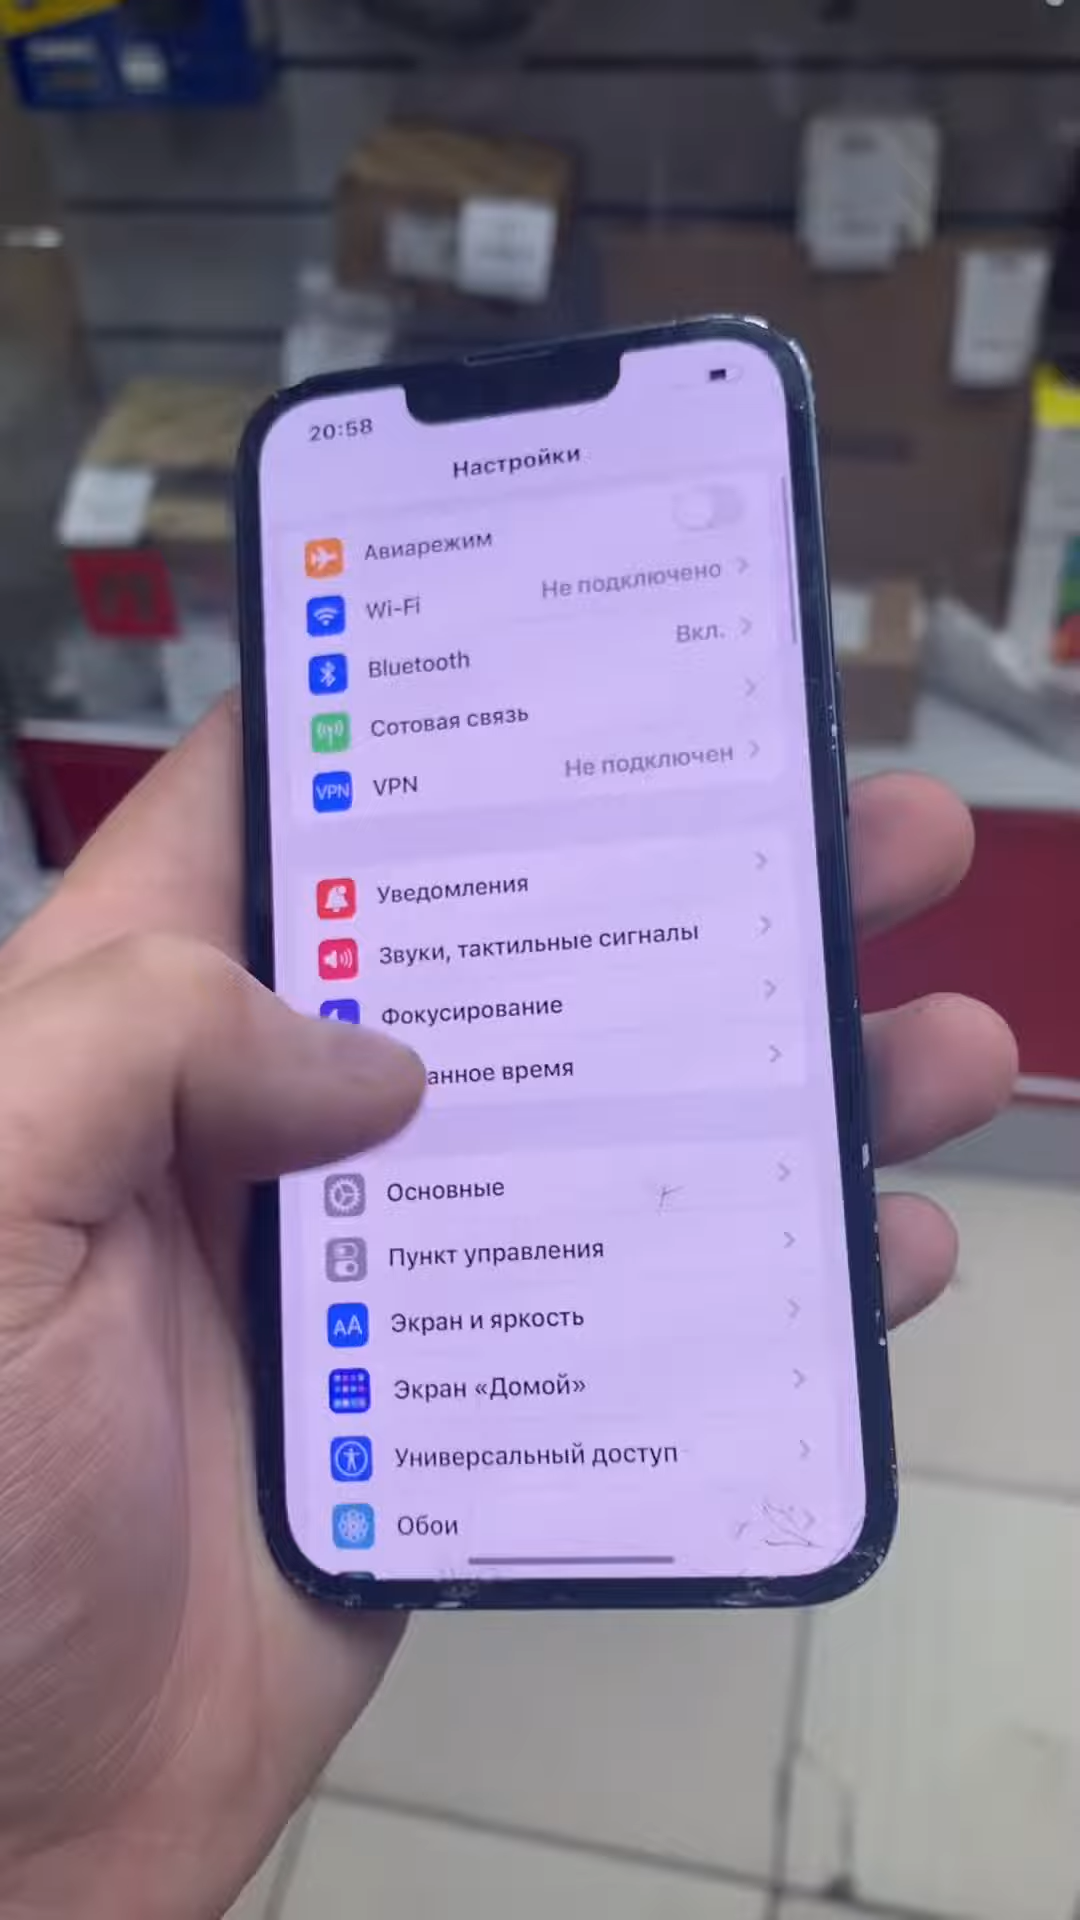 20:58
Настройки
Авиарежим
Wi-Fi Не подключено
Bluetooth Вкл.
Сотовая связь
VPN VPN Не подключен
Уведомления
Звуки, тактильные сигналы
Фокусирование
анное время
Основные
Пункт управления
AA Экран и яркость
Экран «Домой»
Универсальный доступ
Обои